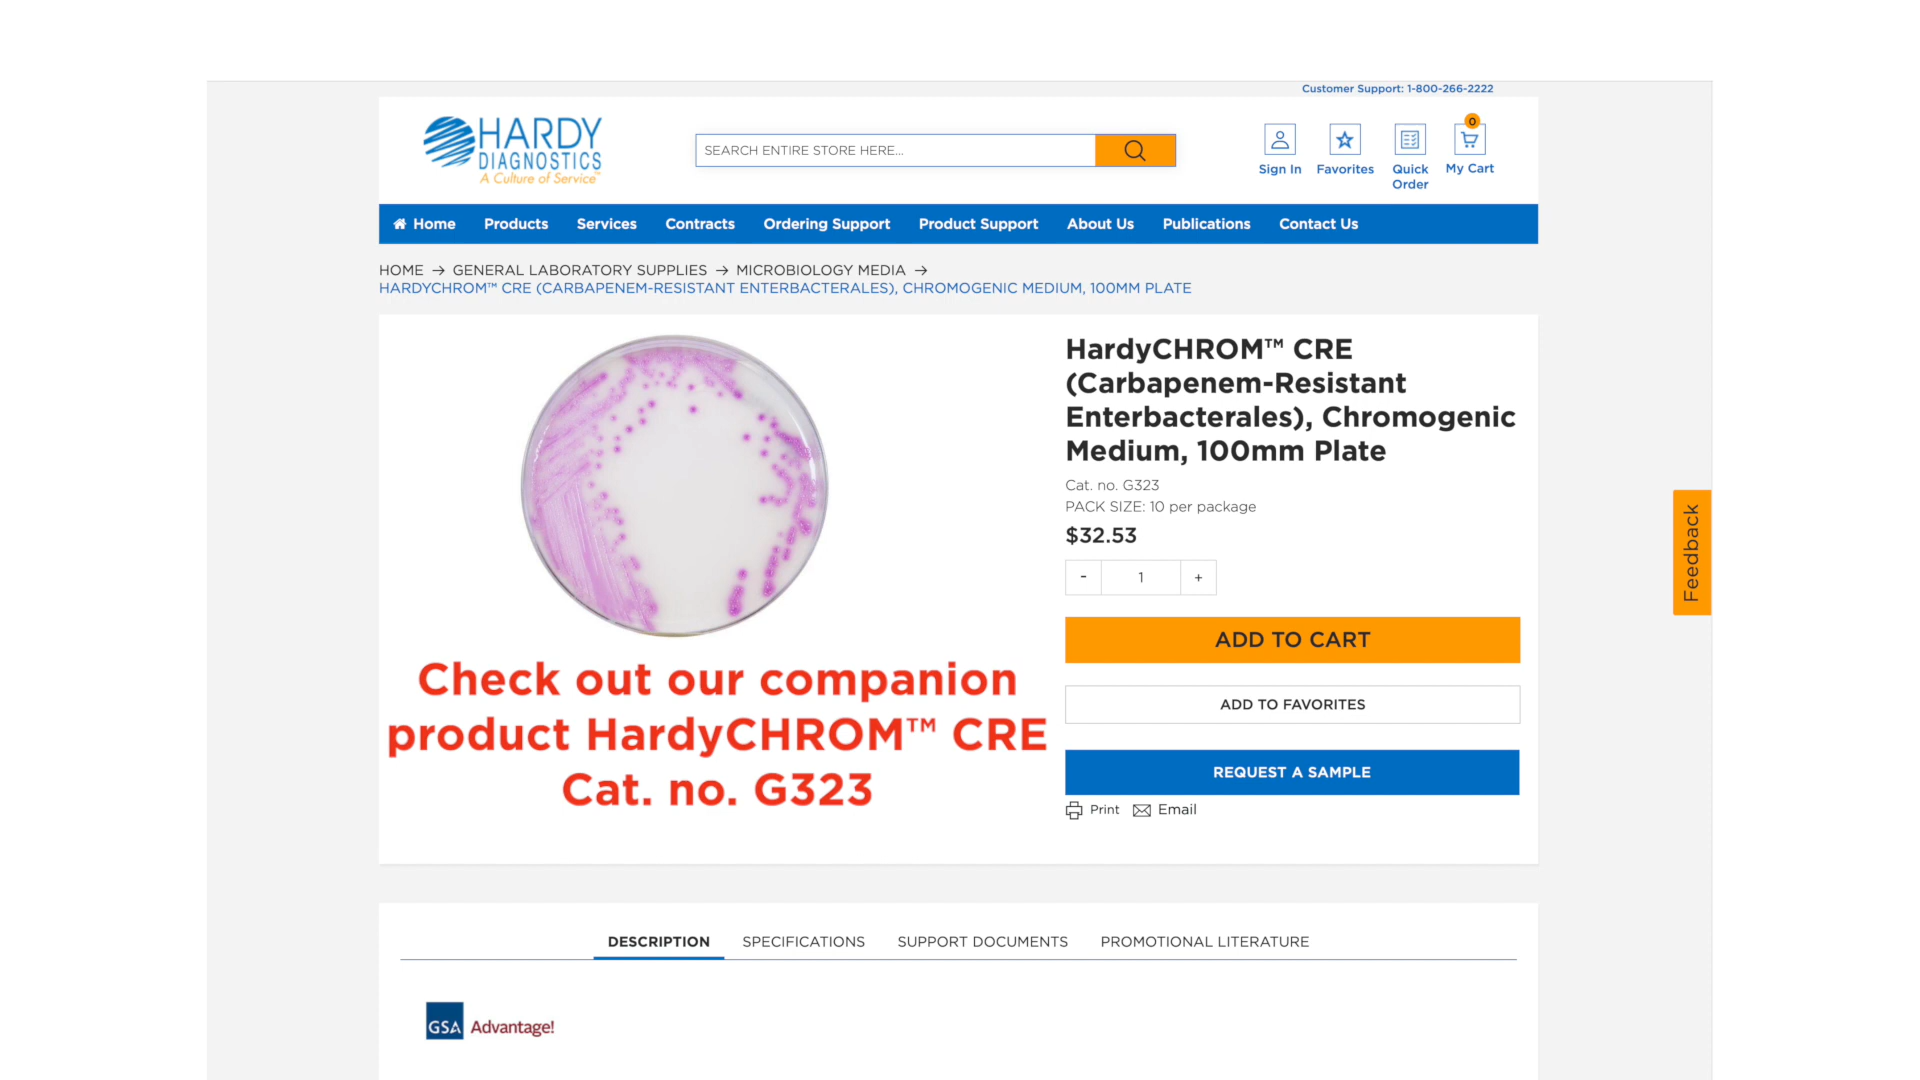 Customer Support: 1-800-266-2222
HARDY
DIAGNOSTICS
A Culture of Service™
SEARCH ENTIRE STORE HERE...
Sign In
Favorites
Quick
Order
0
My Cart
Home Products Services Contracts Ordering Support Product Support About Us Publications Contact Us
HOME → GENERAL LABORATORY SUPPLIES → MICROBIOLOGY MEDIA →
HARDYCHROM™ CRE (CARBAPENEM-RESISTANT ENTERBACTERALES), CHROMOGENIC MEDIUM, 100MM PLATE
HardyCHROM™ CRE
(Carbapenem-Resistant
Enterbacterales), Chromogenic
Medium, 100mm Plate
Cat. no. G323
PACK SIZE: 10 per package
$32.53
- 1 +
ADD TO CART
ADD TO FAVORITES
REQUEST A SAMPLE
Print Email
Check out our companion
product HardyCHROM™ CRE
Cat. no. G323
Feedback
DESCRIPTION SPECIFICATIONS SUPPORT DOCUMENTS PROMOTIONAL LITERATURE
GSA Advantage!